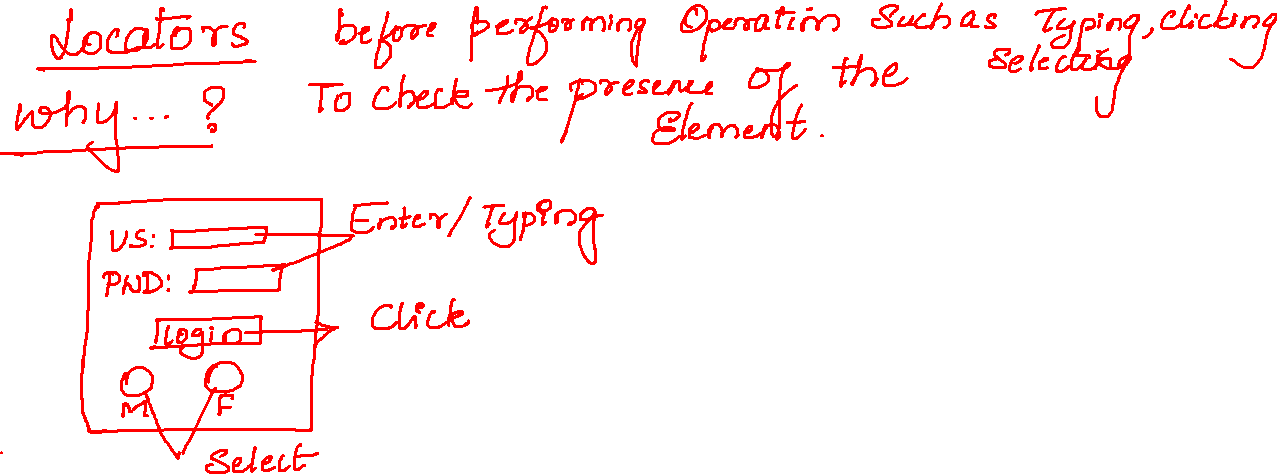 Locators
why... ?
before performing Operation Such as Typing, clicking
Selecting
To check the presence of the
Element.
US:
Enter/Typing
PWD:
Login
Click
M F
Select